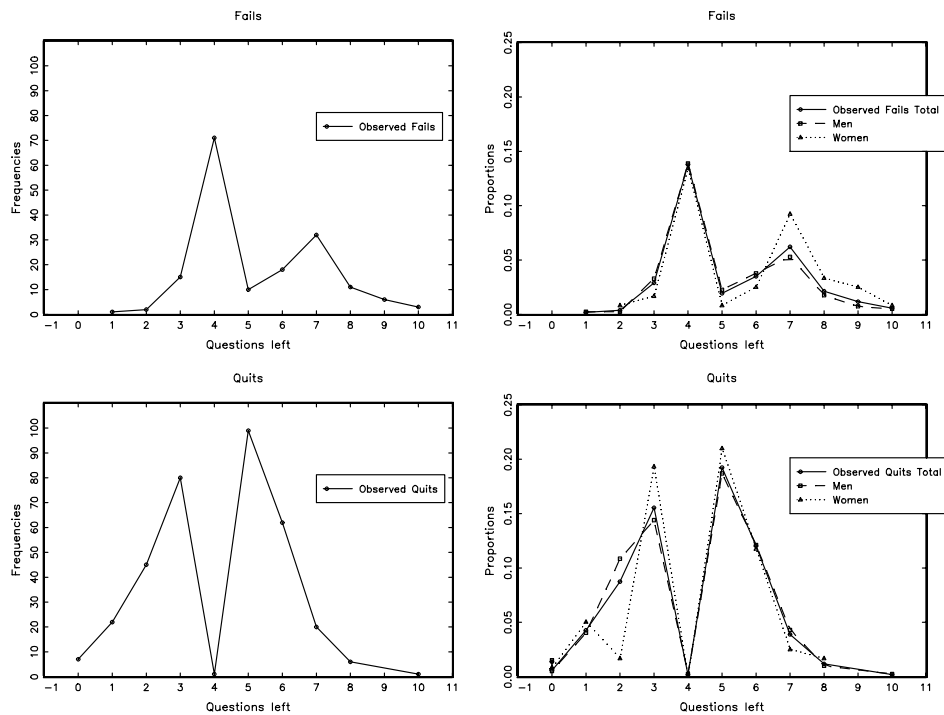 Fails
Frequencies
100
90
80
70
60
50
40
30
20
10
0
Observed Fails
−1 0 1 2 3 4 5 6 7 8 9 10 11
Questions left
Fails
Proportions
0.25
0.20
0.15
0.10
0.05
0.00
Observed Fails Total
Men
Women
−1 0 1 2 3 4 5 6 7 8 9 10 11
Questions left
Quits
Frequencies
100
90
80
70
60
50
40
30
20
10
0
Observed Quits
−1 0 1 2 3 4 5 6 7 8 9 10 11
Questions left
Quits
Proportions
0.25
0.20
0.15
0.10
0.05
0.00
Observed Quits Total
Men
Women
−1 0 1 2 3 4 5 6 7 8 9 10 11
Questions left